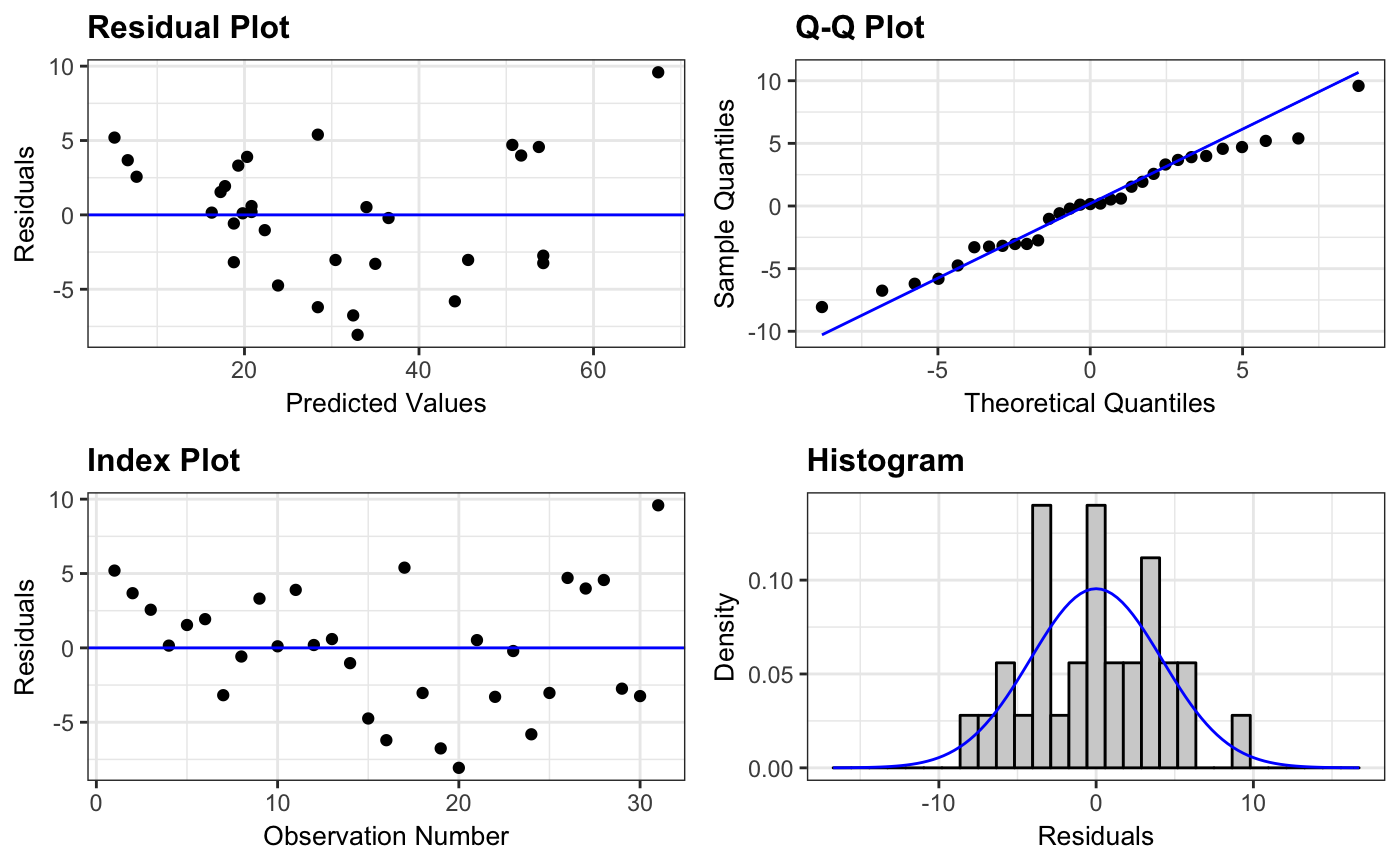 Residual Plot
10
5
0
-5
Residuals
20
40
60
Predicted Values
Q-Q Plot
10
5
0
-5
-10
Sample Quantiles
-5
0
5
Theoretical Quantiles
Index Plot
10
5
0
-5
Residuals
0
10
20
30
Observation Number
Histogram
0.10
0.05
0.00
Density
-10
0
10
Residuals